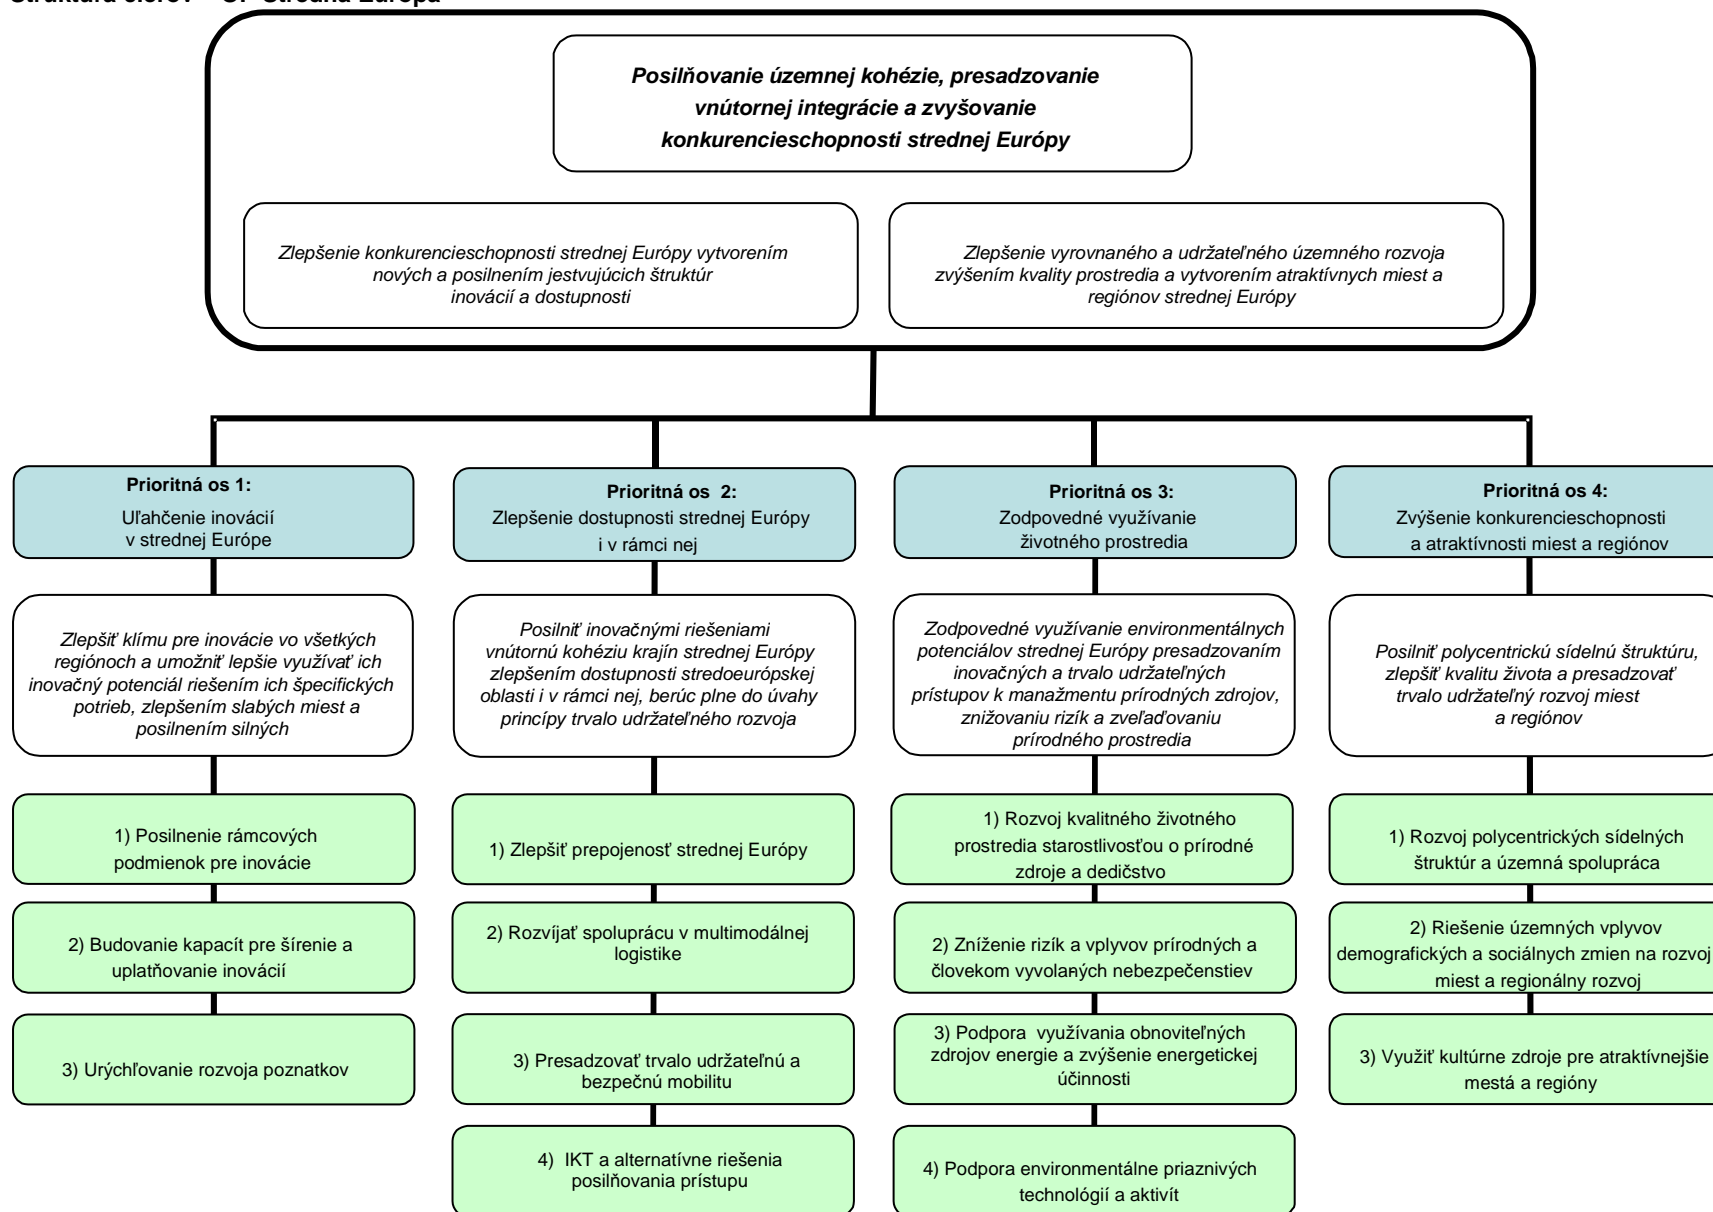 Posilňovanie územnej kohézie, presadzovanie
vnútornej integrácie a zvyšovanie
konkurencieschopnosti strednej Európy
Zlepšenie konkurencieschopnosti strednej Európy vytvorením
nových a posilnením jestvujúcich štruktúr
inovácií a dostupnosti
Zlepšenie vyrovnaného a udržateľného územného rozvoja
zvýšením kvality prostredia a vytvorením atraktívnych miest a
regiónov strednej Európy
Prioritná os 1:
Uľahčenie inovácií
v strednej Európe
Prioritná os 2:
Zlepšenie dostupnosti strednej Európy
i v rámci nej
Prioritná os 3:
Zodpovedné využívanie
životného prostredia
Prioritná os 4:
Zvýšenie konkurencieschopnosti
a atraktívnosti miest a regiónov
Zlepšiť klímu pre inovácie vo všetkých
regiónoch a umožniť lepšie využívať ich
inovačný potenciál riešením ich špecifických
potrieb, zlepšením slabých miest a
posilnením silných
Posilniť inovačnými riešeniami
vnútornú kohéziu krajín strednej Európy
zlepšením dostupnosti stredoeurópskej
oblasti i v rámci nej, berúc plne do úvahy
princípy trvalo udržateľného rozvoja
Zodpovedné využívanie environmentálnych
potenciálov strednej Európy presadzovaním
inovačných a trvalo udržateľných
prístupov k manažmentu prírodných zdrojov,
znižovaniu rizík a zveľaďovaniu
prírodného prostredia
Posilniť polycentrickú sídelnú štruktúru,
zlepšiť kvalitu života a presadzovať
trvalo udržateľný rozvoj miest
a regiónov
1) Posilnenie rámcových
podmienok pre inovácie
1) Zlepšiť prepojenosť strednej Európy
1) Rozvoj kvalitného životného
prostredia starostlivosťou o prírodné
zdroje a dedičstvo
1) Rozvoj polycentrických sídelných
štruktúr a územná spolupráca
2) Budovanie kapacít pre šírenie a
uplatňovanie inovácií
2) Rozvíjať spoluprácu v multimodálnej
logistike
2) Zníženie rizík a vplyvov prírodných a
človekom vyvolaných nebezpečenstiev
2) Riešenie územných vplyvov
demografických a sociálnych zmien na rozvoj
miest a regionálny rozvoj
3) Urýchľovanie rozvoja poznatkov
3) Presadzovať trvalo udržateľnú a
bezpečnú mobilitu
3) Podpora využívania obnoviteľných
zdrojov energie a zvýšenie energetickej
účinnosti
3) Využiť kultúrne zdroje pre atraktívnejšie
mestá a regióny
4) IKT a alternatívne riešenia
posilňovania prístupu
4) Podpora environmentálne priaznivých
technológií a aktivít